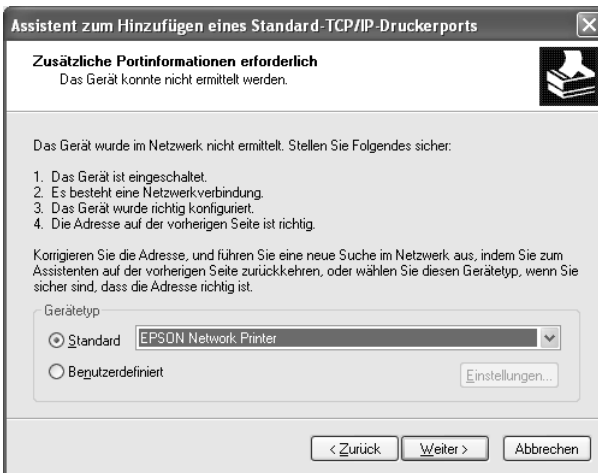 Assistent zum Hinzufügen eines Standard-TCP/IP-Druckerports
Zusätzliche Portinformationen erforderlich
Das Gerät konnte nicht ermittelt werden.
Das Gerät wurde im Netzwerk nicht ermittelt. Stellen Sie Folgendes sicher:
1. Das Gerät ist eingeschaltet.
2. Es besteht eine Netzwerkverbindung.
3. Das Gerät wurde richtig konfiguriert.
4. Die Adresse auf der vorherigen Seite ist richtig.
Korrigieren Sie die Adresse, und führen Sie eine neue Suche im Netzwerk aus, indem Sie zum
Assistenten auf der vorherigen Seite zurückkehren, oder wählen Sie diesen Gerätetyp, wenn Sie
sicher sind, dass die Adresse richtig ist.
Gerätetyp
Standard EPSON Network Printer
Benutzerdefiniert
Einstellungen...
< Zurück Weiter > Abbrechen